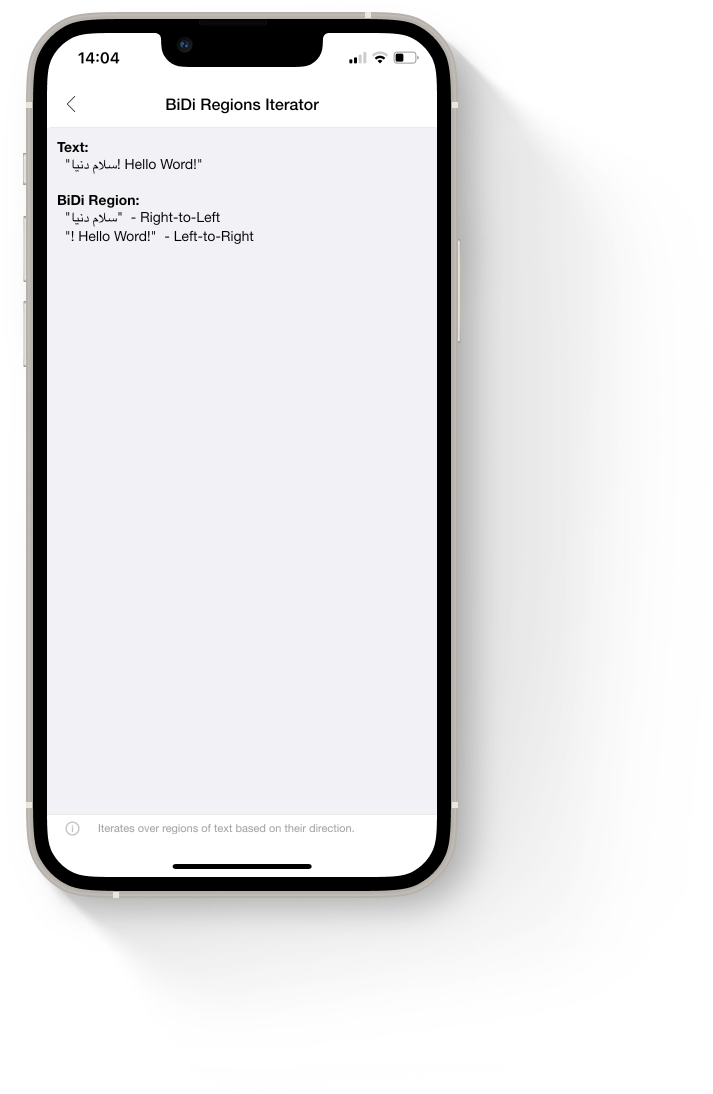 14:04
BiDi Regions Iterator
Text:
"سلام دنیا! Hello Word!"
BiDi Region:
"سلام دنیا" - Right-to-Left
"! Hello Word!" - Left-to-Right
Iterates over regions of text based on their direction.